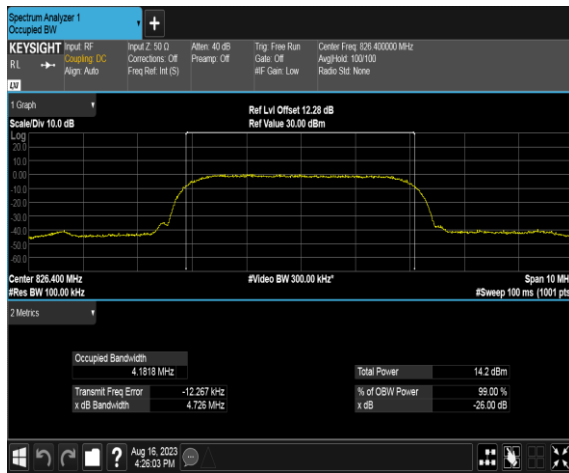 Spectrum Analyzer 1
Occupied BW
KEYSIGHT
RL
LXI
Input: RF
Coupling: DC
Align: Auto
Input Z: 50 Ω
Corrections: Off
Freq Ref: Int (S)
Atten: 40 dB
Preamp: Off
Trig: Free Run
Gate: Off
#IF Gain: Low
Center Freq: 826.400000 MHz
Avg|Hold: 100/100
Radio Std: None
1 Graph
Scale/Div 10.0 dB
Ref Lvl Offset 12.28 dB
Ref Value 30.00 dBm
Log
20.0
10.0
0.00
-10.0
-20.0
-30.0
-40.0
-50.0
-60.0
Center 826.400 MHz
#Res BW 100.00 kHz
#Video BW 300.00 kHz*
Span 10 MH
#Sweep 100 ms (1001 pts
2 Metrics
Occupied Bandwidth
4.1818 MHz
Transmit Freq Error -12.267 kHz
x dB Bandwidth 4.726 MHz
Total Power 14.2 dBm
% of OBW Power 99.00 %
x dB -26.00 dB
?
Aug 16, 2023
4:26:03 PM